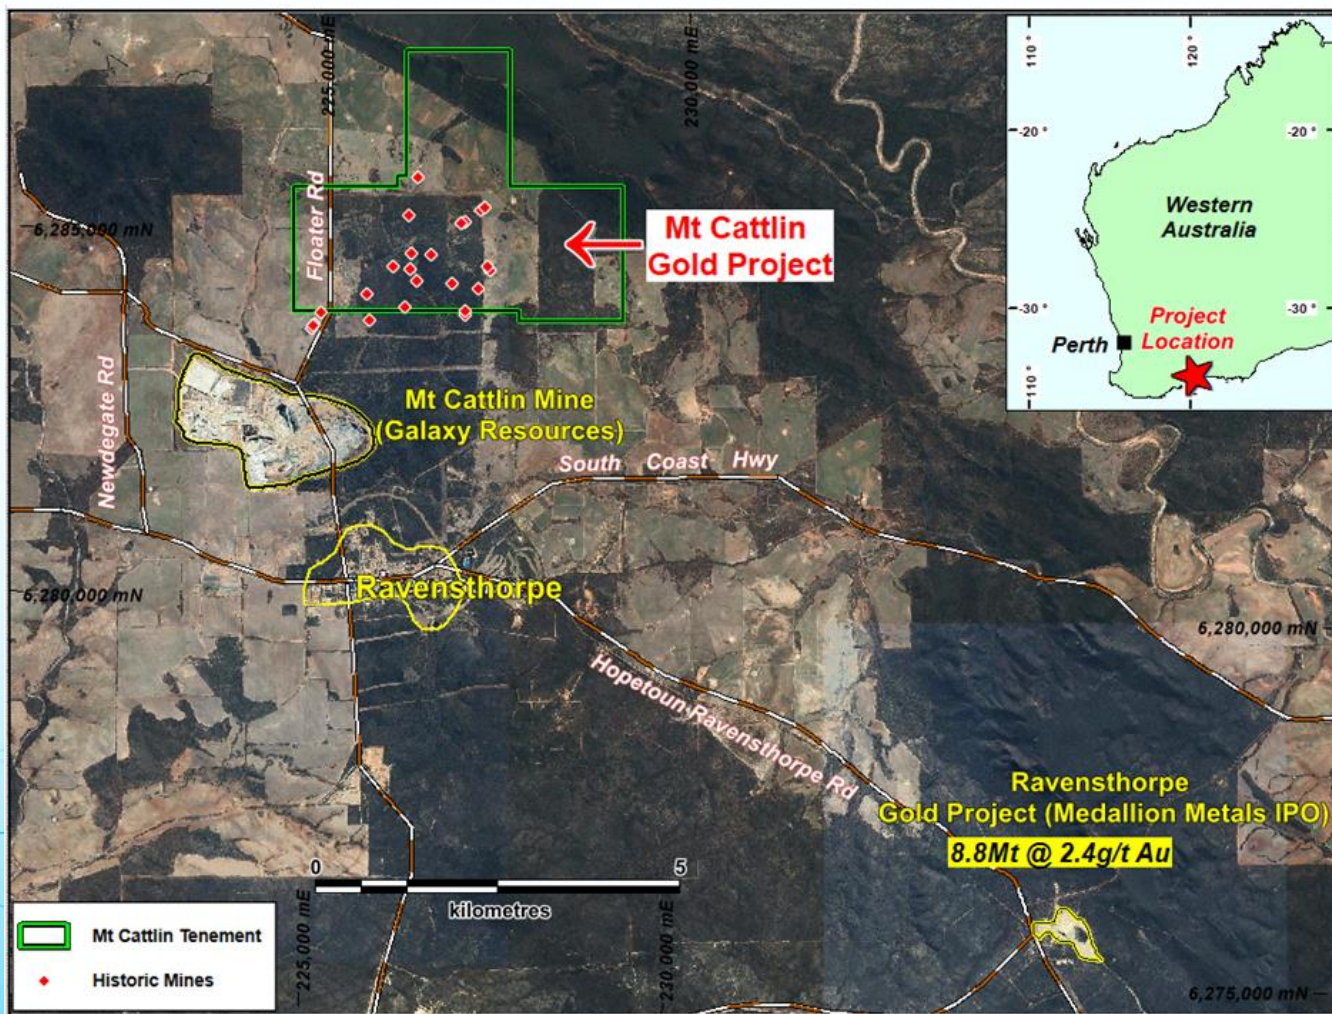 225,000 mE
230,000 mE
110°
120°
-10°
-20°
-20°
Western
Australia
-30°
-30°
Project
Location
Perth
110°
120°
Floater Rd
6,285,000 mN
Mt Cattlin
Gold Project
Newdegate Rd
Mt Cattlin Mine
(Galaxy Resources)
South Coast Hwy
Ravensthorpe
6,280,000 mN
6,280,000 mN
Hopetoun Ravensthorpe Rd
Ravensthorpe
Gold Project (Medallion Metals IPO)
8.8Mt @ 2.4g/t Au
0
5
kilometres
Mt Cattlin Tenement
Historic Mines
225,000 mE
230,000 mE
6,275,000 mN